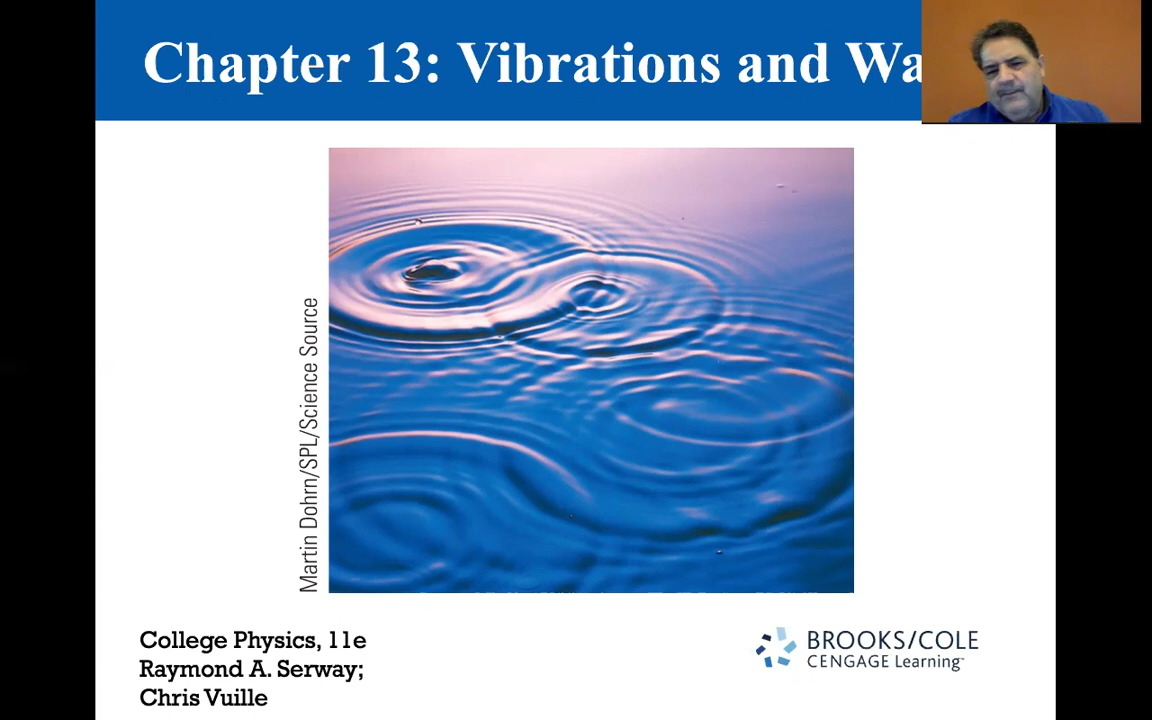 Chapter 13: Vibrations and Wa
Martin Dohrn/SPL/Science Source
College Physics, 11e
Raymond A. Serway;
Chris Vuille
BROOKS/COLE
CENGAGE Learning™